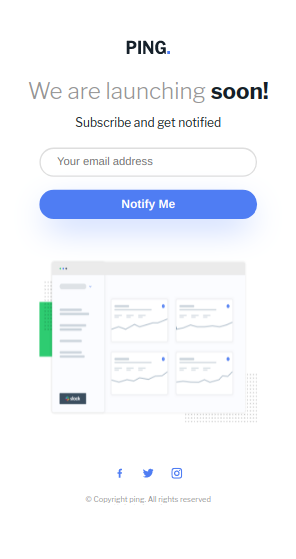 PING.
We are launching soon!
Subscribe and get notified
Your email address
Notify Me
© Copyright ping. All rights reserved